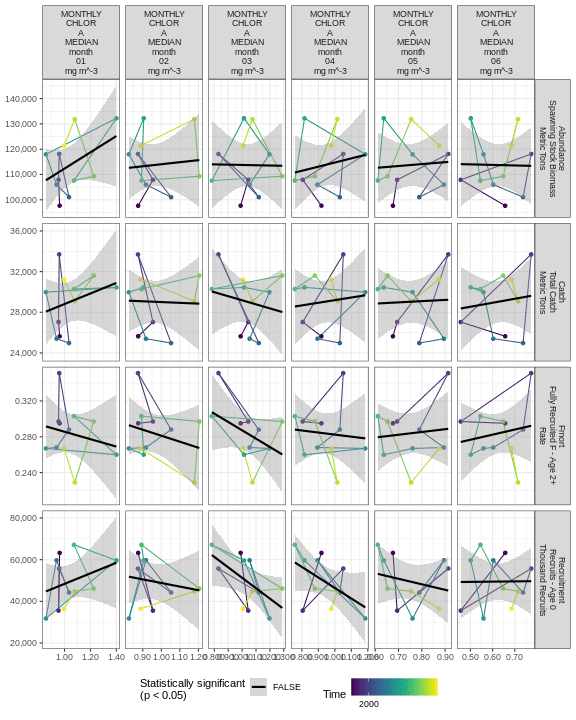 MONTHLY
CHLOR
A
MEDIAN
month
01
mg m^-3
MONTHLY
CHLOR
A
MEDIAN
month
02
mg m^-3
MONTHLY
CHLOR
A
MEDIAN
month
03
mg m^-3
MONTHLY
CHLOR
A
MEDIAN
month
04
mg m^-3
MONTHLY
CHLOR
A
MEDIAN
month
05
mg m^-3
MONTHLY
CHLOR
A
MEDIAN
month
06
mg m^-3
140,000
130,000
120,000
110,000
100,000
Abundance
Spawning Stock Biomass
Metric Tons
36,000
32,000
28,000
24,000
Catch
Total Catch
Metric Tons
0.320
0.280
0.240
Fmort
Fully Recruited F - Age 2+
Rate
80,000
60,000
40,000
20,000
Recruitment
Recruits - Age 0
Thousand Recruits
1.00 1.20 1.40
0.90 1.00 1.10 1.20
0.60 0.70 0.80 0.90
0.50 0.60 0.70
Statistically significant
(p < 0.05)
FALSE
Time
2000